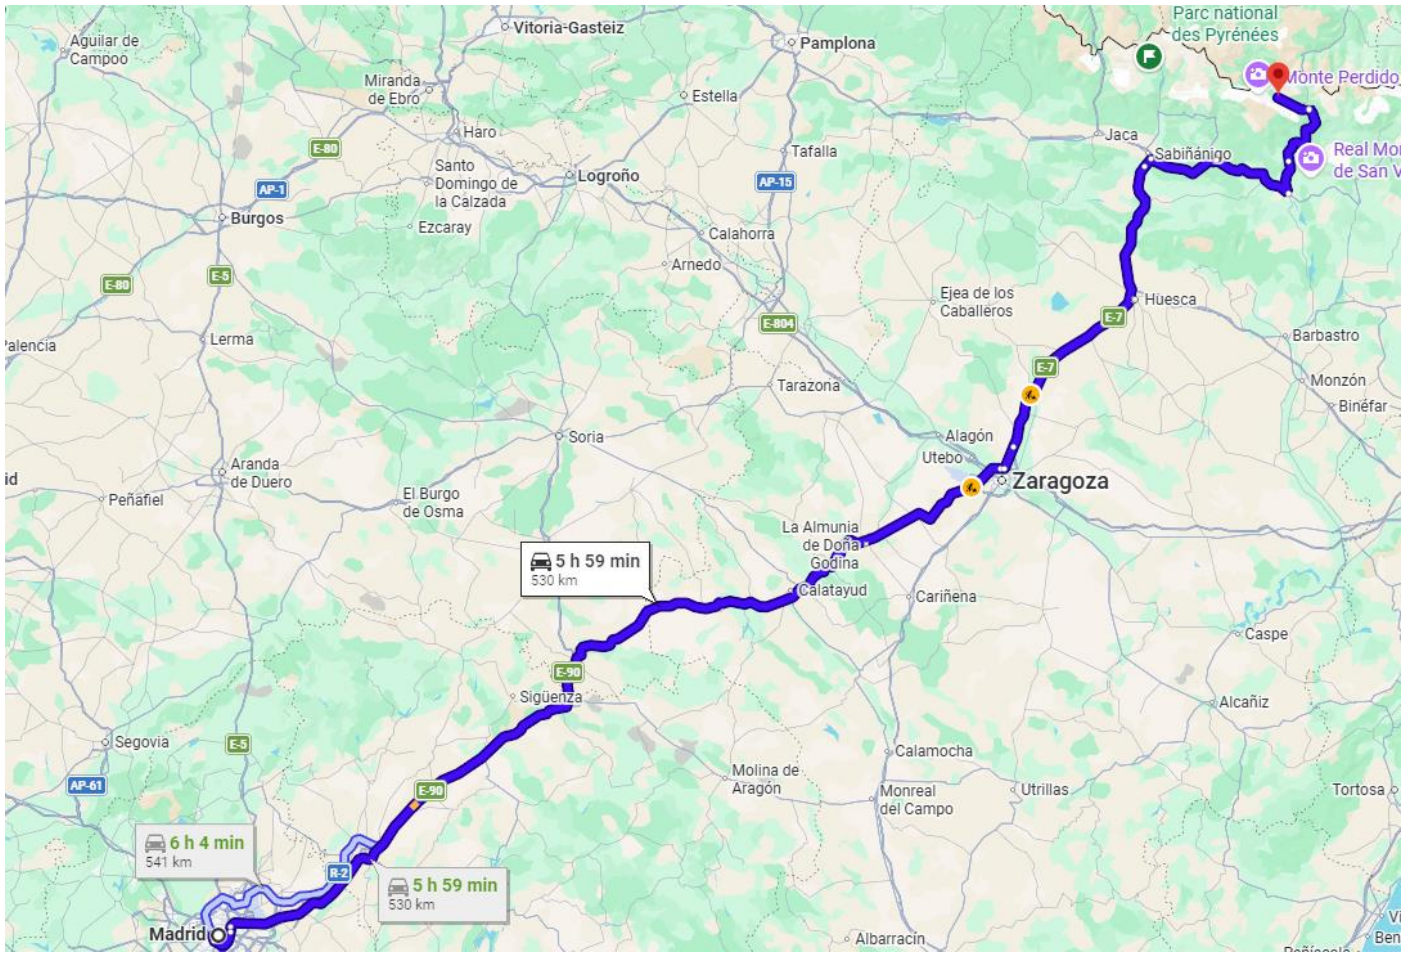 Parc national
des Pyrénées
Vitoria-Gasteiz
Aguilar de
Campoo
Pamplona
Miranda
de Ebro
Estella
Monte Perdido
Haro
Jaca
E-80
Tafalla
Sabiñánigo
Real Mo
de San V
Santo
Domingo de
la Calzada
Logroño
AP-1
AP-15
Burgos
Ezcaray
Calahorra
Arnedo
E-5
E-80
Ejea de los
Caballeros
Huesca
E-7
E-804
Barbastro
Lerma
Palencia
E-7
Tarazona
Monzón
Binéfar
Soria
Alagón
Utebo
Aranda
de Duero
id
Zaragoza
Peñafiel
El Burgo
de Osma
La Almunia
de Doña
Godina
5 h 59 min
530 km
Calatayud
Cariñena
Caspe
E-90
Sigüenza
Alcañiz
Segovia
E-5
Calamocha
Molina de
Aragón
AP-61
E-90
Monreal
del Campo
Utrillas
Tortosa
6 h 4 min
541 km
R-2
5 h 59 min
530 km
Madrid
Albarracín
Vi
Ben